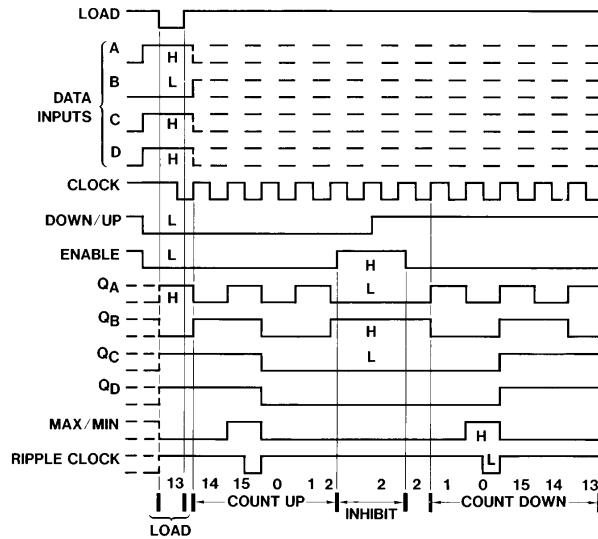 LOAD
A H
B L
DATA INPUTS
C H
D H
CLOCK
DOWN/UP L
ENABLE L H
QA H L
QB H
QC L
QD
MAX/MIN H
RIPPLE CLOCK L
13 14 15 0 1 2 2 2 1 0 15 14 13
COUNT UP INHIBIT COUNT DOWN
LOAD